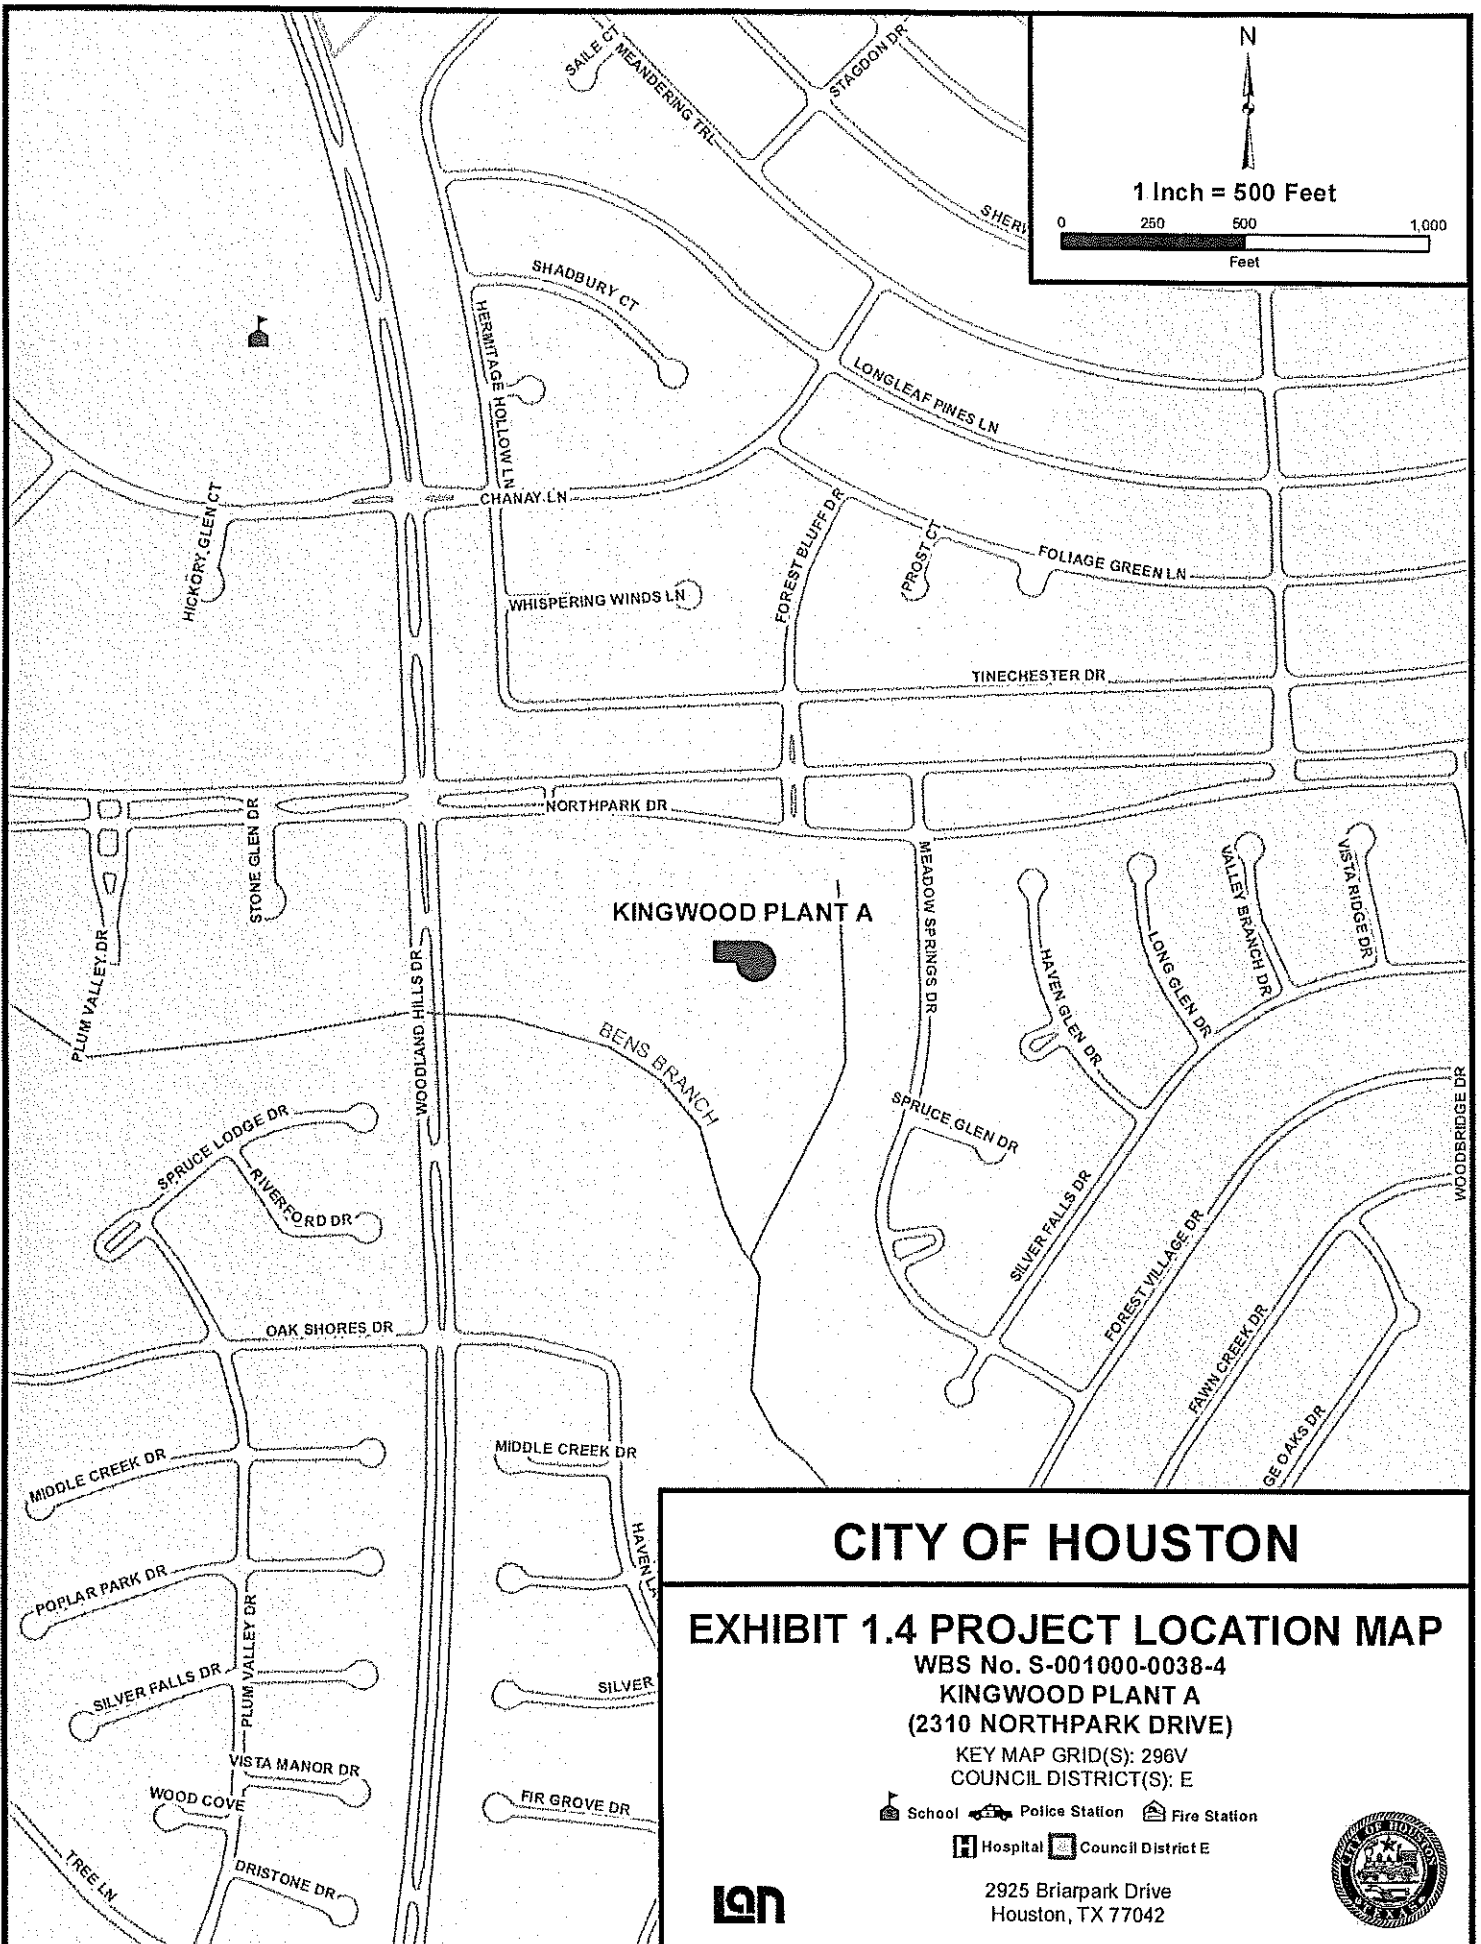 SAILE CT
MEANDERING TRL
STAGDON DR
N
1 Inch = 500 Feet
0 250 500 1,000
Feet
SHADBURY CT
HERMITAGE HOLLOW LN
LONGLEAF PINES LN
HICKORY GLEN CT
CHANAY LN
FOREST BLUFF DR
PROST CT
FOLIAGE GREEN LN
WHISPERING WINDS LN
TINECHESTER DR
NORTHPARK DR
STONE GLEN DR
PLUM VALLEY DR
WOODLAND HILLS DR
KINGWOOD PLANT A
MEADOW SPRINGS DR
HAVEN GLEN DR
LONG GLEN DR
VALLEY BRANCH DR
VISTA RIDGE DR
BENS BRANCH
SPRUCE LODGE DR
RIVERFORD DR
SPRUCE GLEN DR
SILVER FALLS DR
FOREST VILLAGE DR
WOODBRIDGE DR
FAWN CREEK DR
GE OAKS DR
OAK SHORES DR
MIDDLE CREEK DR
MIDDLE CREEK DR
HAVEN LA
POPLAR PARK DR
PLUM VALLEY DR
SILVER FALLS DR
SILVER
VISTA MANOR DR
WOOD COVE
FIR GROVE DR
TREE LN
DRISTONE DR
CITY OF HOUSTON
EXHIBIT 1.4 PROJECT LOCATION MAP
WBS No. S-001000-0038-4
KINGWOOD PLANT A
(2310 NORTHPARK DRIVE)
KEY MAP GRID(S): 296V
COUNCIL DISTRICT(S): E
School Police Station Fire Station
H Hospital Council District E
lan
2925 Briarpark Drive
Houston, TX 77042
CITY OF HOUSTON
TEXAS